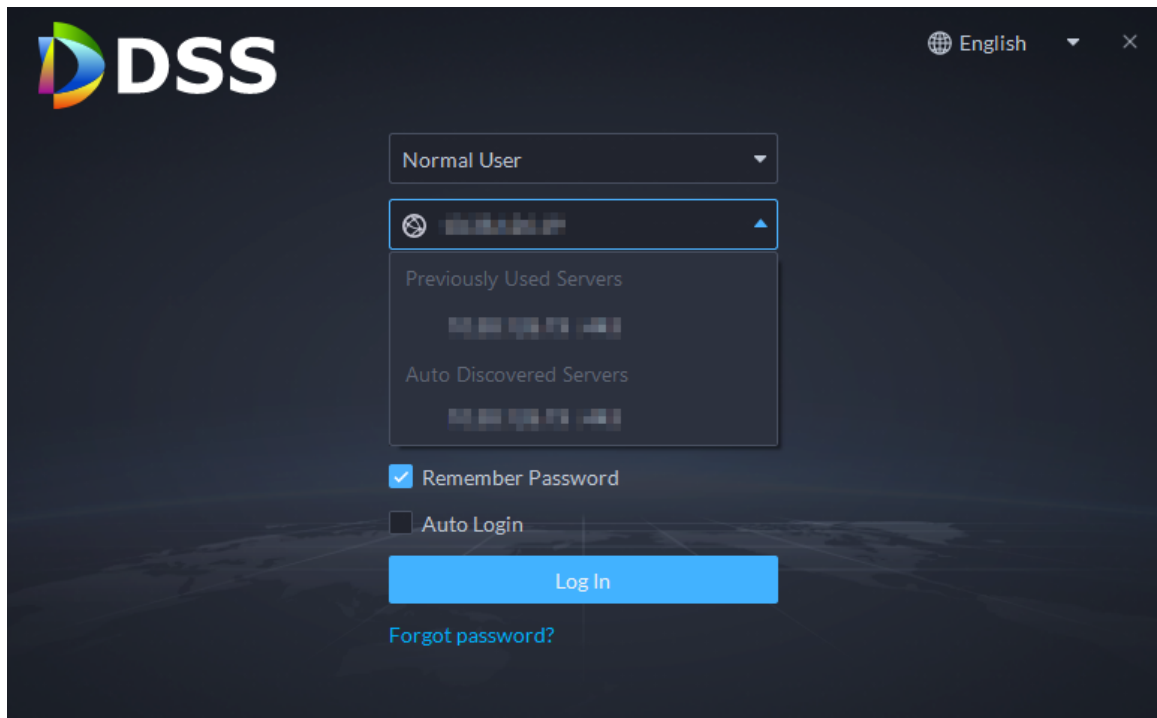 DSS
English
Normal User
Previously Used Servers
Auto Discovered Servers
Remember Password
Auto Login
Log In
Forgot password?